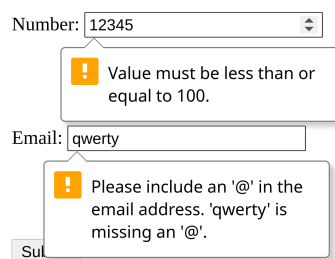 Number: 12345
Value must be less than or
equal to 100.
Email: qwerty
Please include an '@' in the
email address. 'qwerty' is
missing an '@'.